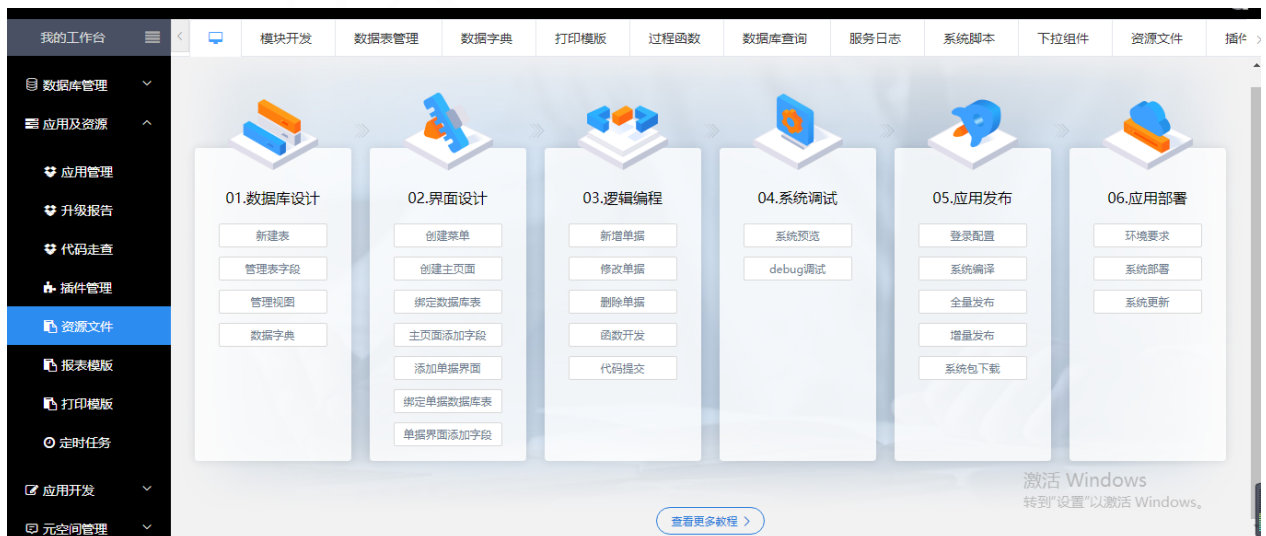 我的工作台
模块开发
数据表管理
数据字典
打印模版
过程函数
数据库查询
服务日志
系统脚本
下拉组件
资源文件
插件
数据库管理
应用及资源
应用管理
升级报告
代码走查
插件管理
资源文件
报表模版
打印模版
定时任务
应用开发
元空间管理
01.数据库设计
新建表
管理表字段
管理视图
数据字典
02.界面设计
创建菜单
创建主页面
绑定数据库表
主页面添加字段
添加单据界面
绑定单据数据库表
单据界面添加字段
03.逻辑编程
新增单据
修改单据
删除单据
函数开发
代码提交
04.系统调试
系统预览
debug调试
05.应用发布
登录配置
系统编译
全量发布
增量发布
系统包下载
06.应用部署
环境要求
系统部署
系统更新
激活 Windows
转到"设置"以激活 Windows。
查看更多教程